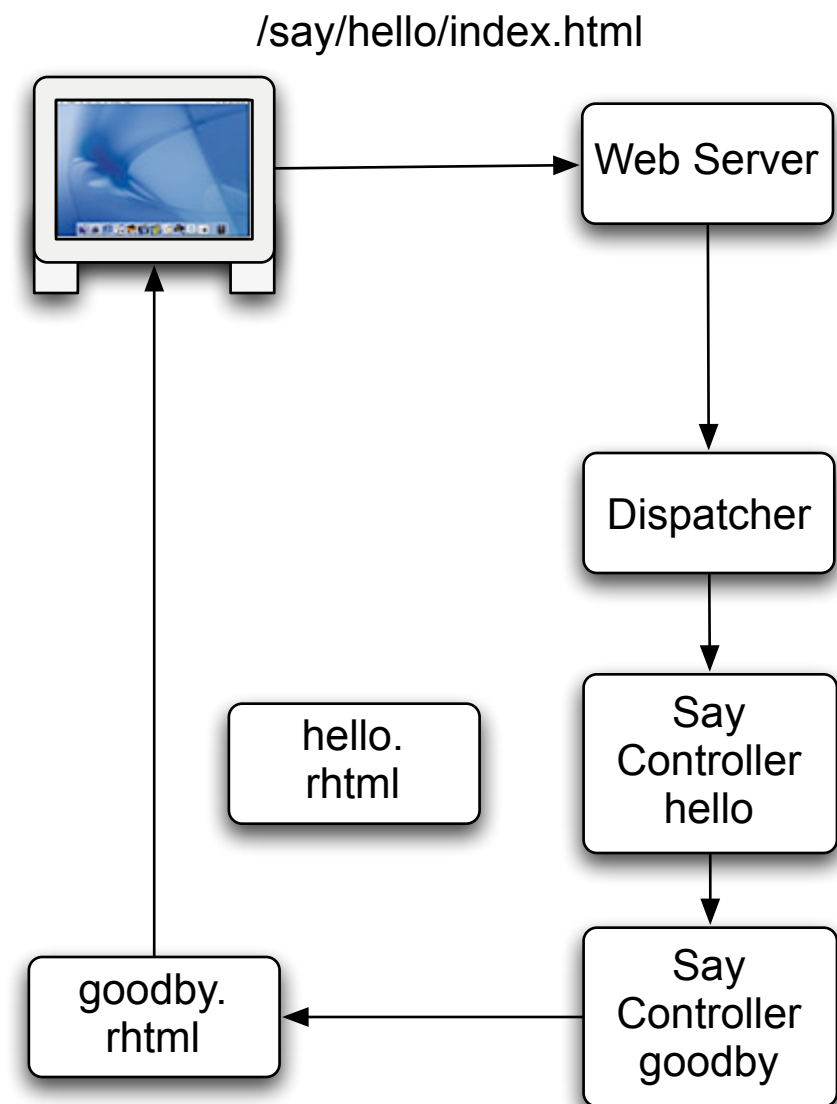 /say/hello/index.html
Web Server
Dispatcher
Say
Controller
hello
hello.
rhtml
Say
Controller
goodby
goodby.
rhtml